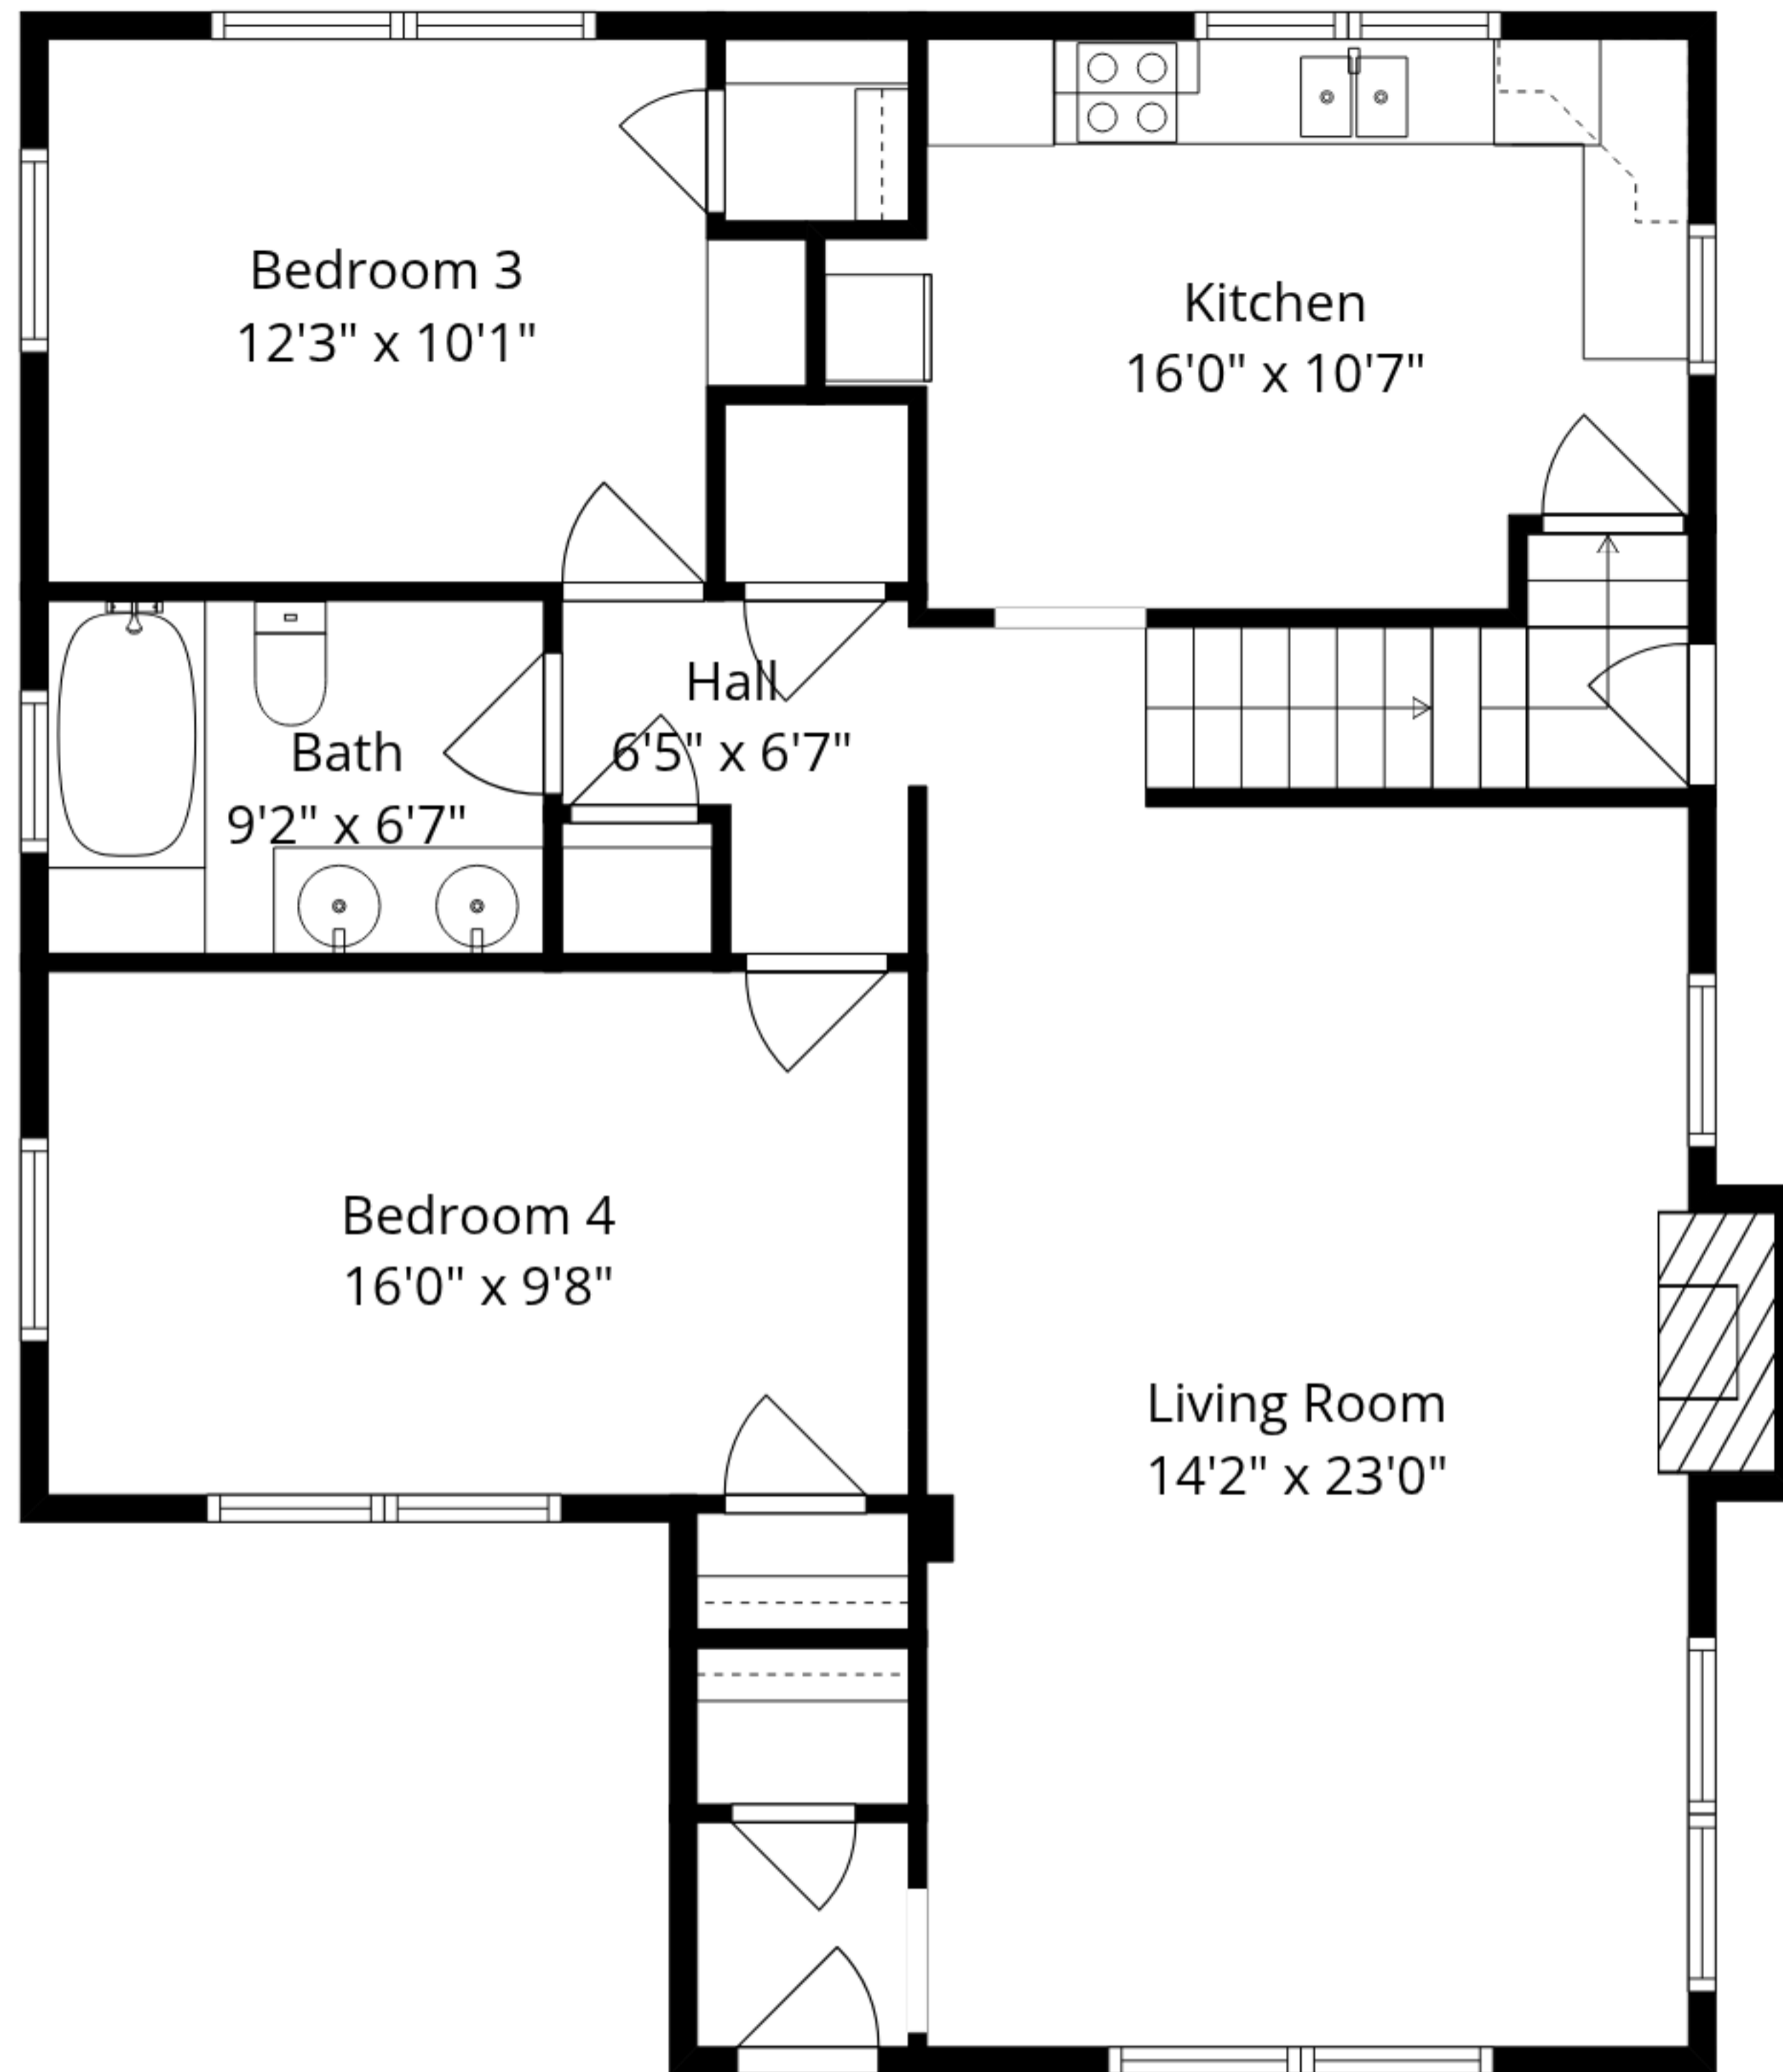 Bedroom 3
12'3" x 10'1"
Kitchen
16'0" x 10'7"
Hall
6'5" x 6'7"
Bath
9'2" x 6'7"
Bedroom 4
16'0" x 9'8"
Living Room
14'2" x 23'0"